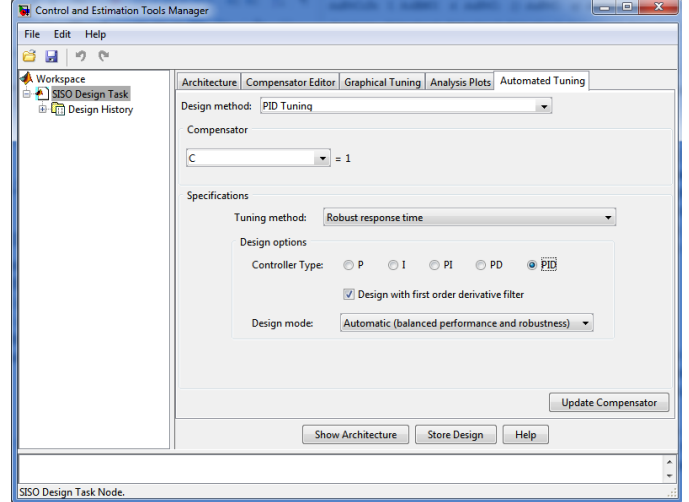 Control and Estimation Tools Manager
File Edit Help
Workspace
SISO Design Task
Design History
Architecture Compensator Editor Graphical Tuning Analysis Plots Automated Tuning
Design method: PID Tuning
Compensator
C = 1
Specifications
Tuning method: Robust response time
Design options
Controller Type: P I PI PD PID
Design with first order derivative filter
Design mode: Automatic (balanced performance and robustness)
Update Compensator
Show Architecture Store Design Help
SISO Design Task Node.